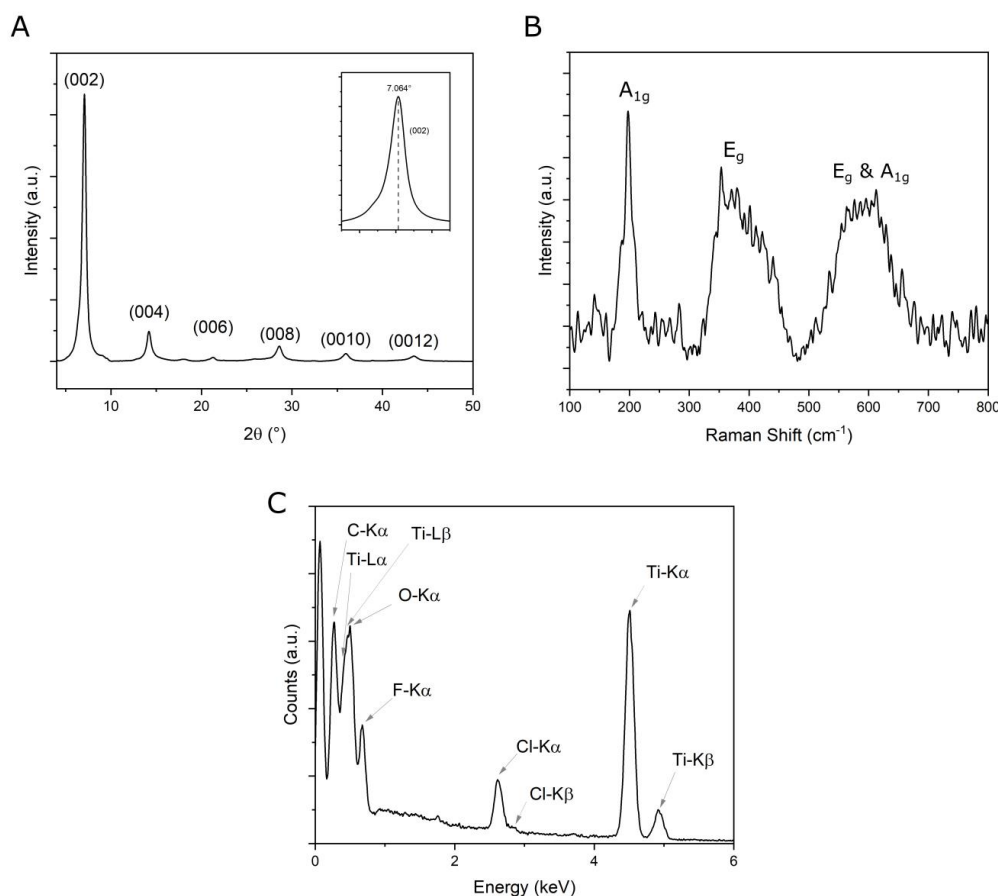 A
(002)
7.064°
(002)
(004)
(006)
(008)
(0010)
(0012)
Intensity (a.u.)
10
20
30
40
50
2θ (°)
B
A1g
Eg
Eg & A1g
Intensity (a.u.)
100
200
300
400
500
600
700
800
Raman Shift (cm-1)
C
C-Kα
Ti-Lβ
Ti-Lα
O-Kα
Ti-Kα
F-Kα
Cl-Kα
Ti-Kβ
Cl-Kβ
Counts (a.u.)
0
2
4
6
Energy (keV)